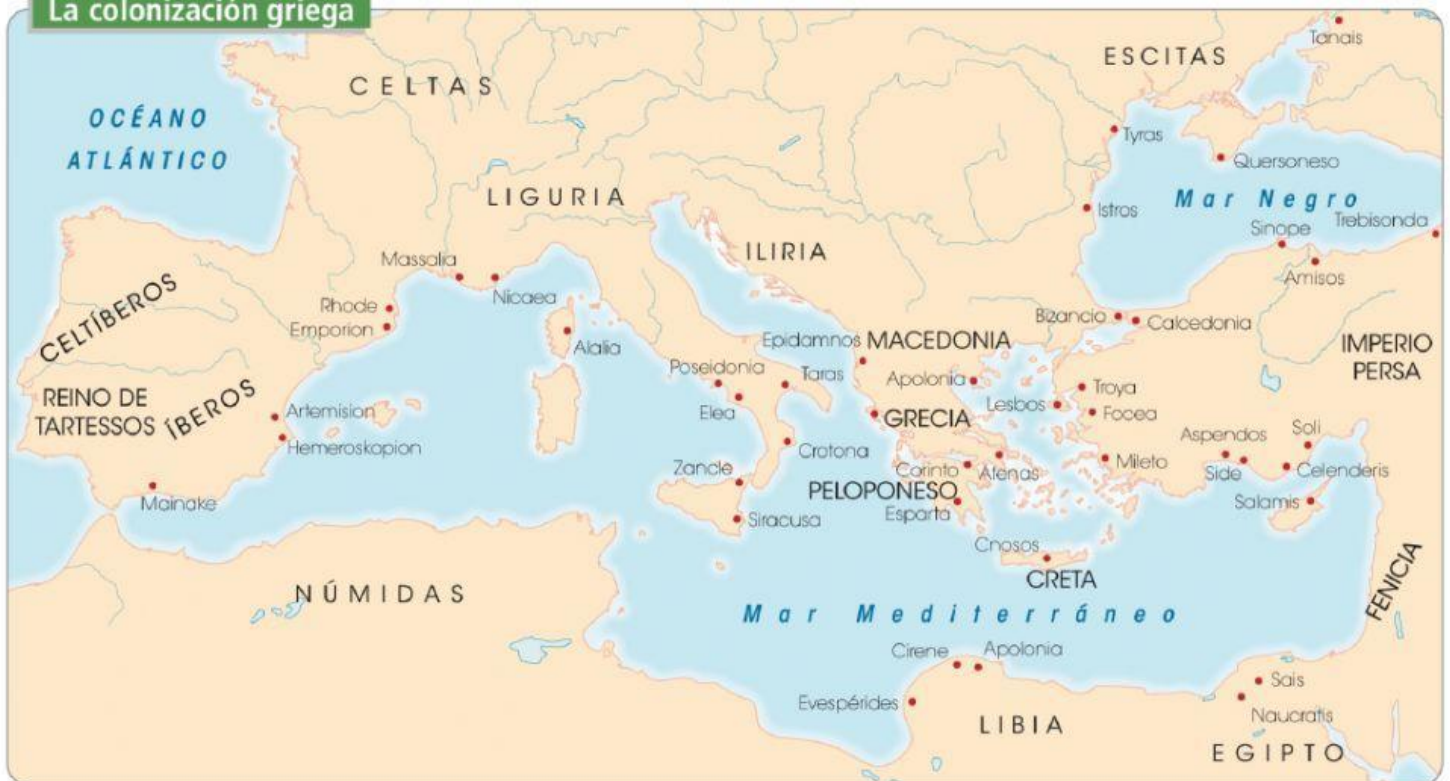 La colonización griega
Tanais
ESCITAS
CELTAS
OCÉANO
ATLÁNTICO
Tyras
Quersoneso
LIGURIA
Mar Negro
Istros
Trebisonda
Sinope
ILIRIA
Massalia
Amisos
Nicaea
CELTÍBEROS
Rhode
Emporion
Bizancio
Calcedonia
Epidamnos
MACEDONIA
IMPERIO
PERSA
Alalia
Poseidonia
Taras
Apolonia
Troya
REINO DE
TARTESSOS
ÍBEROS
Artemision
Elea
GRECIA
Lesbos
Focea
Hemeroskopion
Crotona
Aspendos
Soli
Zancle
Corinto
Atenas
Mileto
Side
Celenderis
Mainake
PELOPONESO
Esparta
Salamis
Siracusa
Cnosos
CRETA
NÚMIDAS
FENICIA
Mar Mediterráneo
Cirene
Apolonia
Evespérides
Sais
Naucratis
LIBIA
EGIPTO